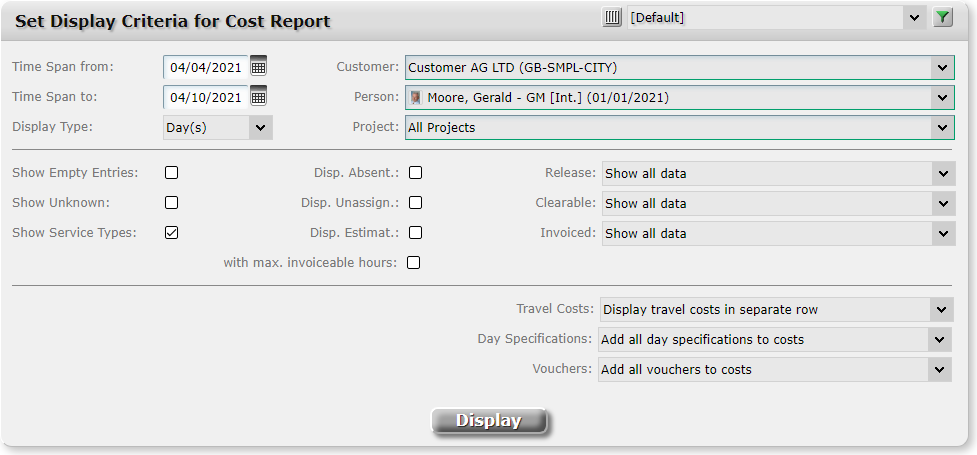 Set Display Criteria for Cost Report [Default]
Time Span from: 04/04/2021 Customer: Customer AG LTD (GB-SMPL-CITY)
Time Span to: 04/10/2021 Person: Moore, Gerald - GM [Int.] (01/01/2021)
Display Type: Day(s) Project: All Projects
Show Empty Entries: Disp. Absent.: Release: Show all data
Show Unknown: Disp. Unassign.: Clearable: Show all data
Show Service Types: Disp. Estimat.: Invoiced: Show all data
with max. invoiceable hours:
Travel Costs: Display travel costs in separate row
Day Specifications: Add all day specifications to costs
Vouchers: Add all vouchers to costs
Display